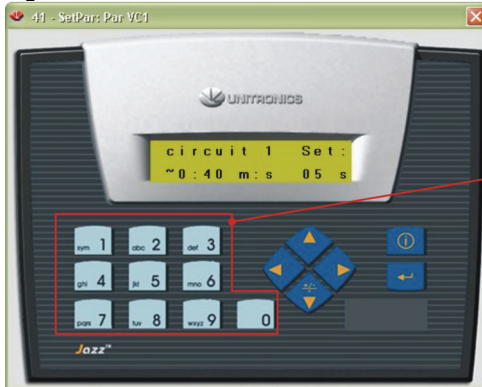 41 - SetPar: Par VC1
UNITRONICS
circuit 1 Set:
~0:40 m:s 05 s
sym 1 abc 2 def 3
ghi 4 jkl 5 mno 6
+/-
pqrs 7 tuv 8 wxyz 9 0
Jazz™